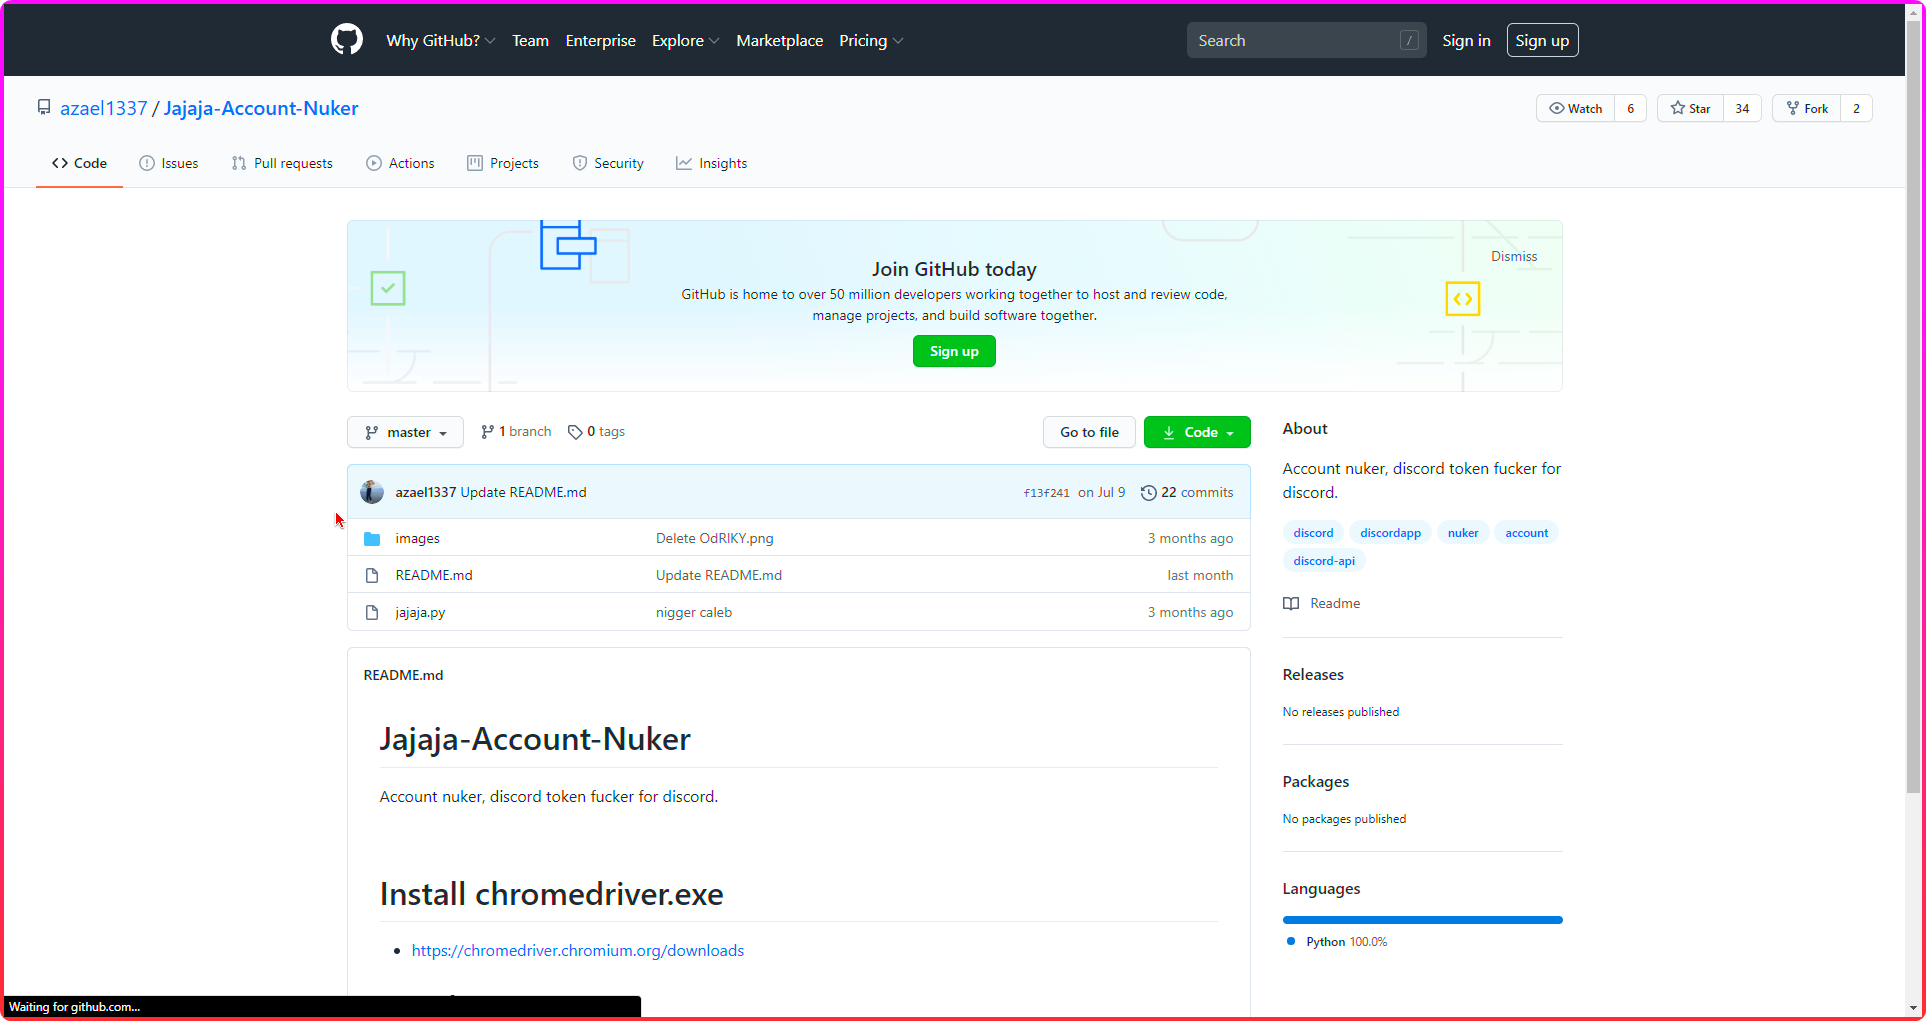 Why GitHub? Team Enterprise Explore Marketplace Pricing Search / Sign in Sign up
azael1337 / Jajaja-Account-Nuker Watch 6 Star 34 Fork 2
Code Issues Pull requests Actions Projects Security Insights
Dismiss
Join GitHub today
GitHub is home to over 50 million developers working together to host and review code,
manage projects, and build software together.
Sign up
master 1 branch 0 tags Go to file Code
azael1337 Update README.md f13f241 on Jul 9 22 commits
images Delete OdRlKY.png 3 months ago
README.md Update README.md last month
jajaja.py nigger caleb 3 months ago
README.md
Jajaja-Account-Nuker
Account nuker, discord token fucker for discord.
Install chromedriver.exe
https://chromedriver.chromium.org/downloads
About
Account nuker, discord token fucker for
discord.
discord discordapp nuker account
discord-api
Readme
Releases
No releases published
Packages
No packages published
Languages
Python 100.0%
Waiting for github.com...